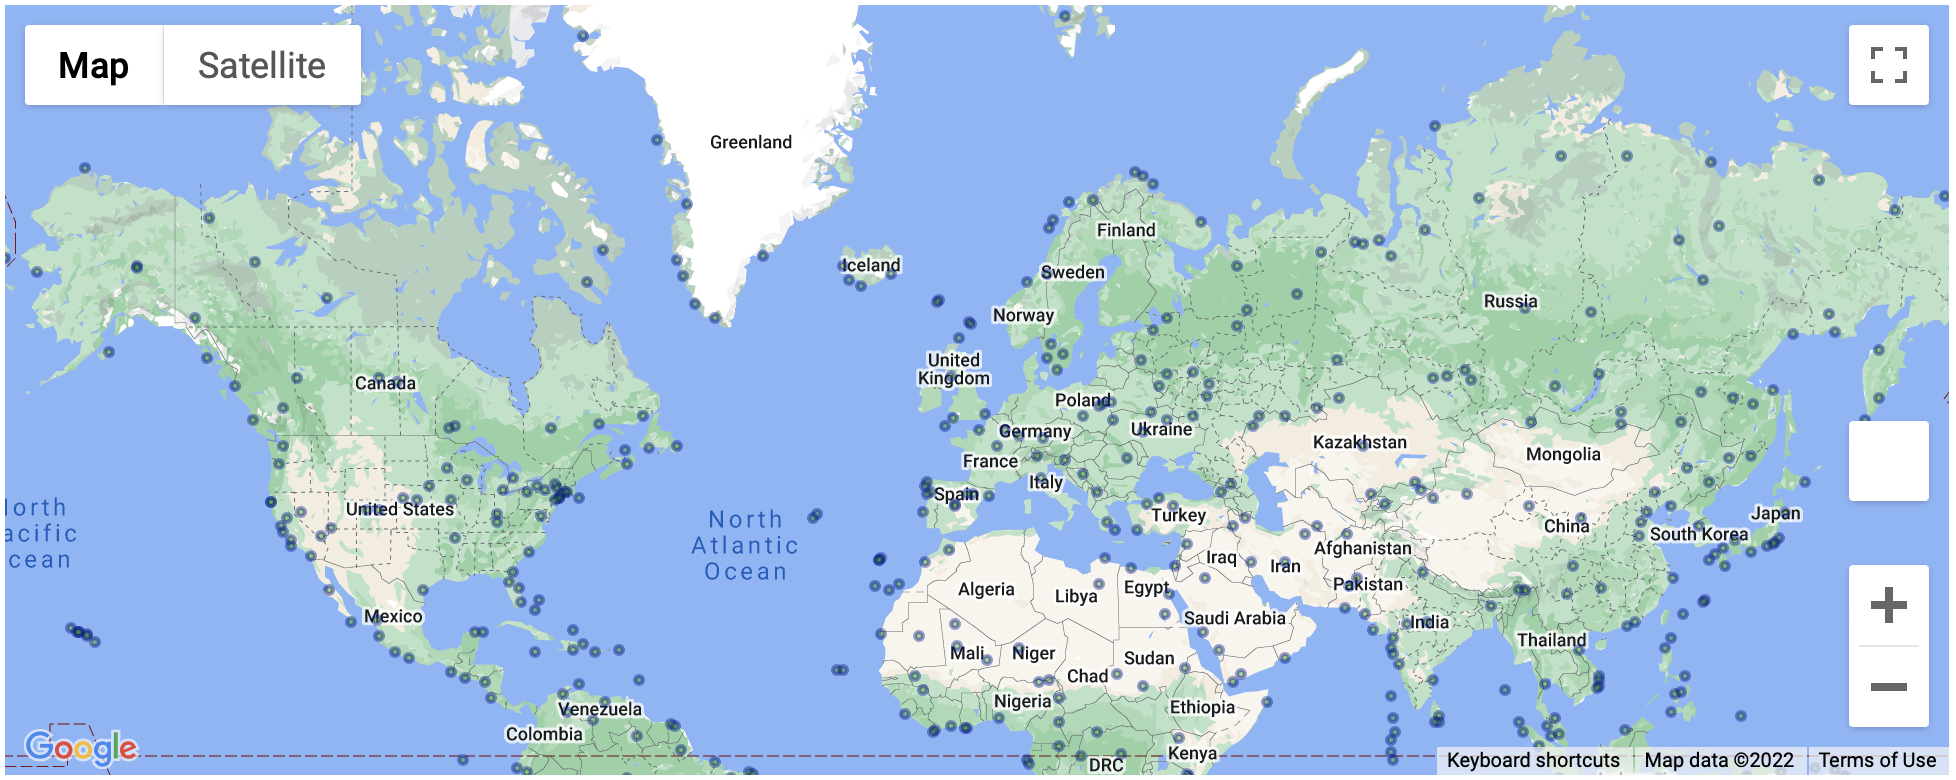 Map
Satellite
Greenland
Iceland
Finland
Sweden
Norway
Russia
United
Kingdom
Canada
Poland
Ukraine
Germany
Kazakhstan
Mongolia
France
Italy
Spain
United States
North
Atlantic
Ocean
Turkey
China
Japan
South Korea
Afghanistan
Iraq
Iran
Pakistan
Algeria
Libya
Egypt
Saudi Arabia
India
Mexico
Thailand
Mali
Niger
Sudan
Chad
Nigeria
Ethiopia
Venezuela
Colombia
Kenya
DRC
Google
Keyboard shortcuts
Map data ©2022
Terms of Use